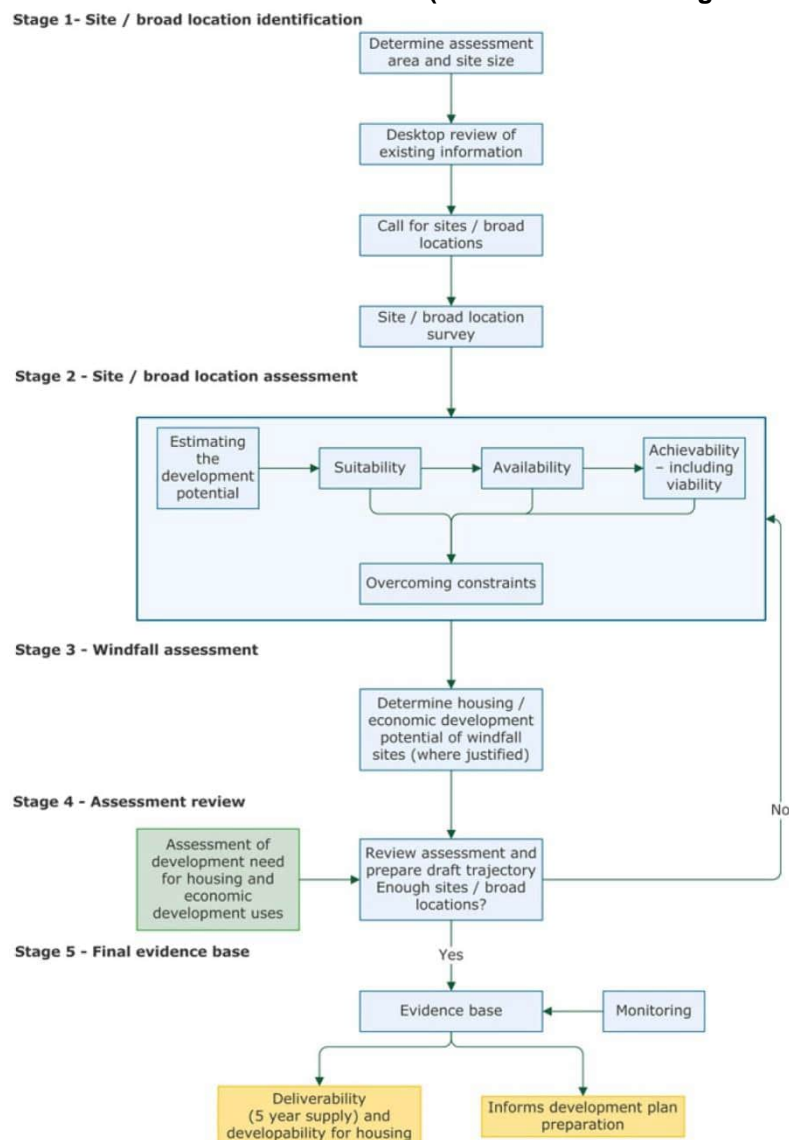 Stage 1- Site / broad location identification
Determine assessment
area and site size
Desktop review of
existing information
Call for sites / broad
locations
Site / broad location
survey
Stage 2 - Site / broad location assessment
Estimating
the
development
potential
Suitability
Availability
Achievability
– including
viability
Overcoming constraints
Stage 3 - Windfall assessment
Determine housing /
economic development
potential of windfall
sites (where justified)
Stage 4 - Assessment review
No
Assessment of
development need
for housing and
economic
development uses
Review assessment and
prepare draft trajectory
Enough sites / broad
locations?
Stage 5 - Final evidence base
Yes
Evidence base
Monitoring
Deliverability
(5 year supply) and
developability for housing
Informs development plan
preparation